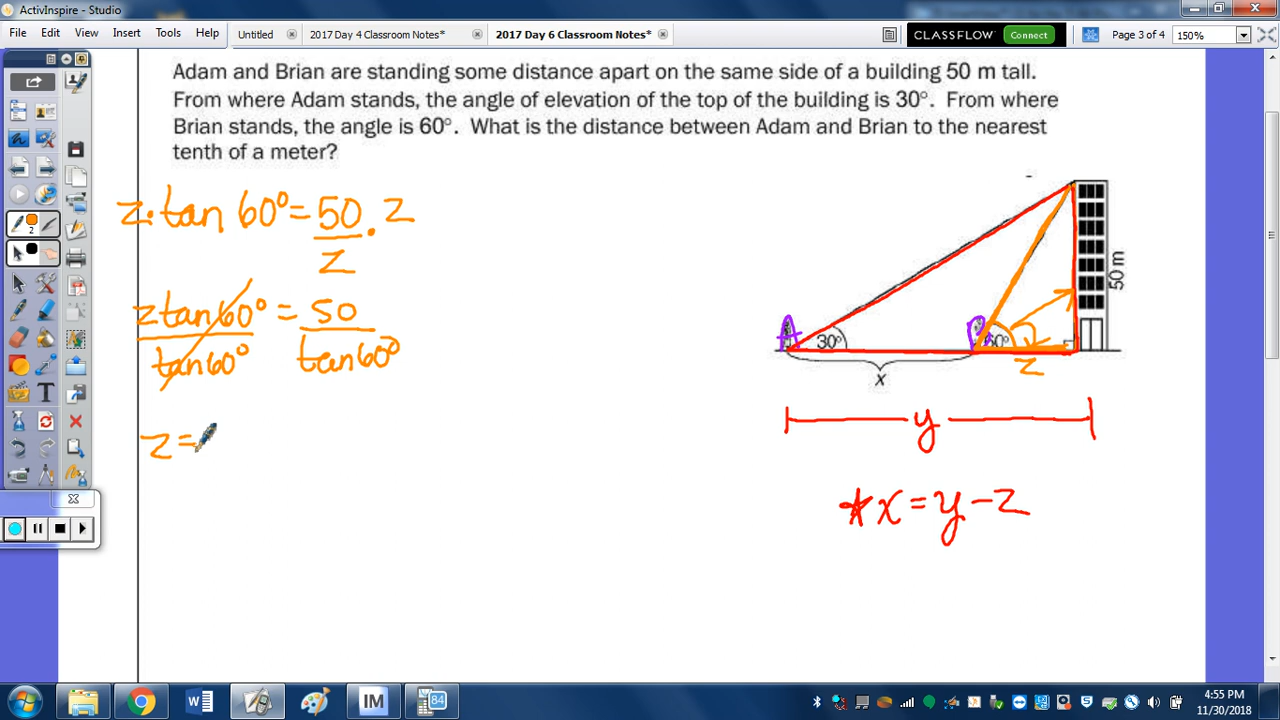 ActivInspire - Studio
File Edit View Insert Tools Help
Untitled
2017 Day 4 Classroom Notes*
2017 Day 6 Classroom Notes*
CLASSFLOW Connect
Page 3 of 4
150%
Adam and Brian are standing some distance apart on the same side of a building 50 m tall.
From where Adam stands, the angle of elevation of the top of the building is 30°. From where
Brian stands, the angle is 60°. What is the distance between Adam and Brian to the nearest
tenth of a meter?
z · tan 60° = 50/z · z
z tan 60° / tan 60° = 50 / tan 60°
z =
50 m
A
30°
B
60°
z
x
y
* x = y - z
2
IM
84
4:55 PM
11/30/2018